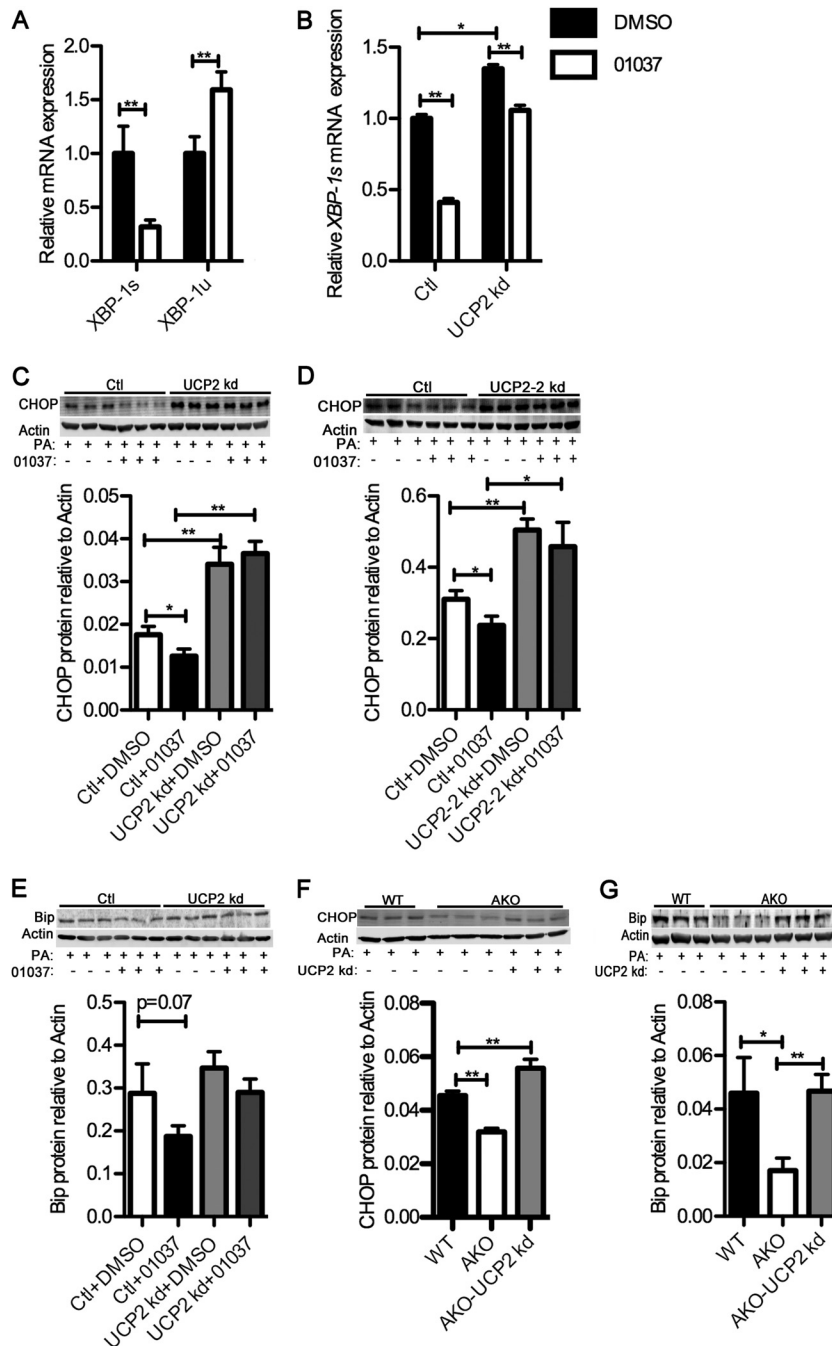 A
Relative mRNA expression
2.0
1.5
1.0
0.5
0.0
**
**
XBP-1s
XBP-1u
B
Relative XBP-1s mRNA expression
1.5
1.0
0.5
0.0
*
**
**
Ctl
UCP2 kd
DMSO
01037
C
Ctl UCP2 kd
CHOP
Actin
PA: + + + + + + + + + + + +
01037: - - - + + + - - - + + +
CHOP protein relative to Actin
0.05
0.04
0.03
0.02
0.01
0.00
**
**
*
Ctl+DMSO
Ctl+01037
UCP2 kd+DMSO
UCP2 kd+01037
D
Ctl UCP2-2 kd
CHOP
Actin
PA: + + + + + + + + + + + +
01037: - - - + + + - - - + + +
CHOP protein relative to Actin
0.6
0.4
0.2
0.0
*
**
*
Ctl+DMSO
Ctl+01037
UCP2-2 kd+DMSO
UCP2-2 kd+01037
E
Ctl UCP2 kd
Bip
Actin
PA: + + + + + + + + + + + +
01037: - - - + + + - - - + + +
Bip protein relative to Actin
0.5
0.4
0.3
0.2
0.1
0.0
p=0.07
Ctl+DMSO
Ctl+01037
UCP2 kd+DMSO
UCP2 kd+01037
F
WT AKO
CHOP
Actin
PA: + + + + + + + + +
UCP2 kd: - - - - - - + + +
CHOP protein relative to Actin
0.08
0.06
0.04
0.02
0.00
**
**
WT
AKO
AKO-UCP2 kd
G
WT AKO
Bip
Actin
PA: + + + + + + + + +
UCP2 kd: - - - - - - + + +
Bip protein relative to Actin
0.08
0.06
0.04
0.02
0.00
*
**
WT
AKO
AKO-UCP2 kd